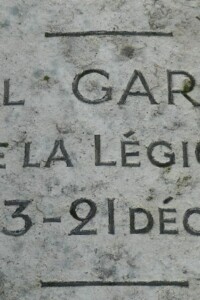 L GAR
E LA LÉGIO
3-21 DÉC